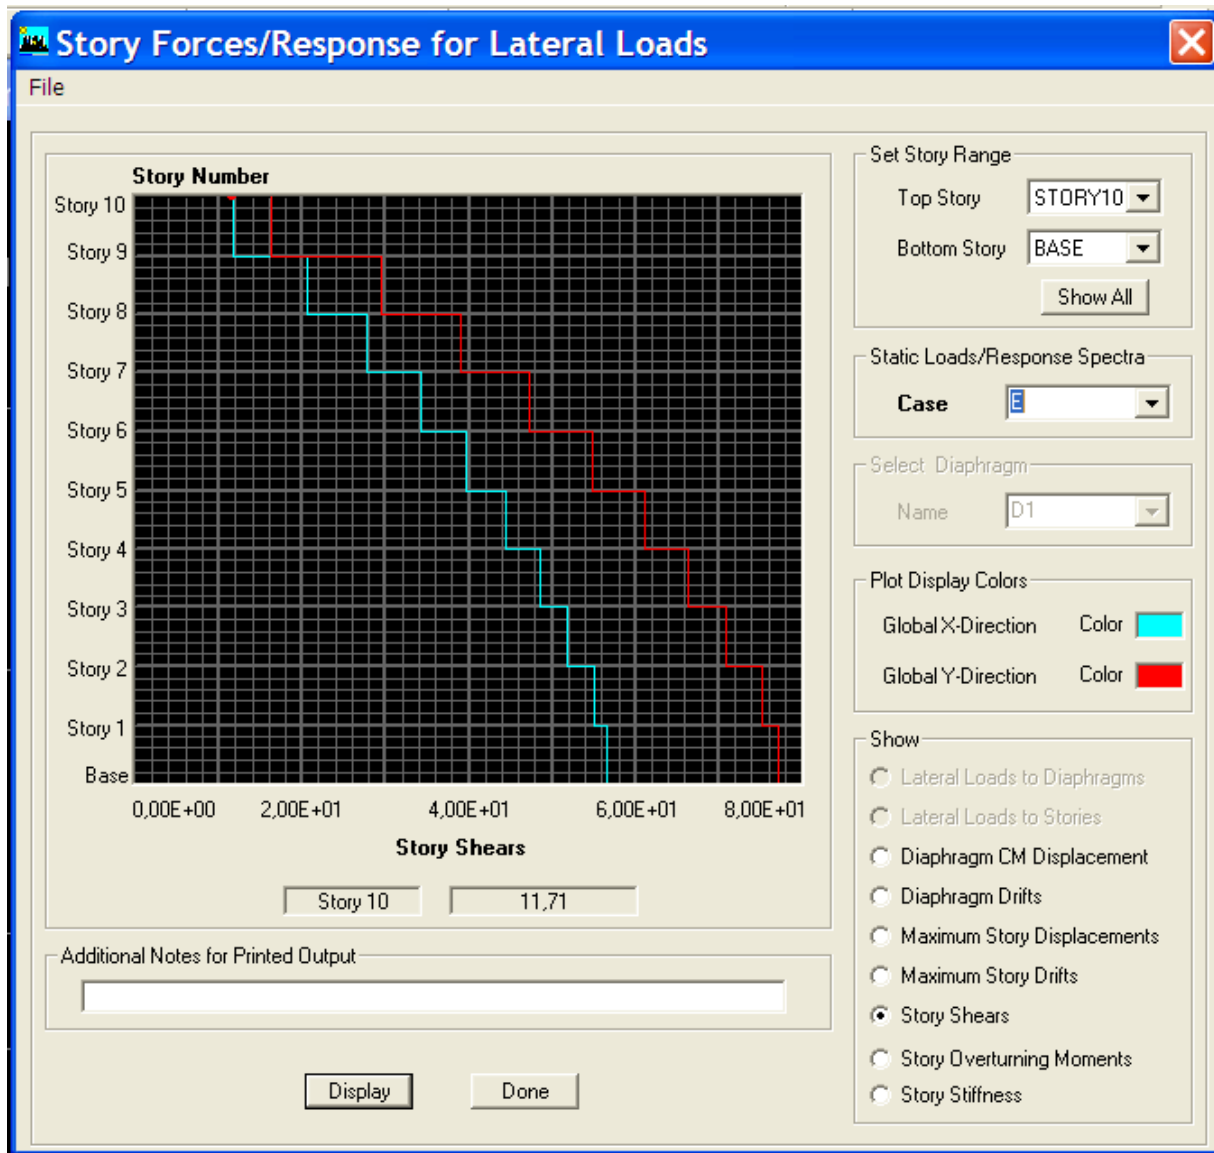 Story Forces/Response for Lateral Loads
File
Story Number
Story 10
Story 9
Story 8
Story 7
Story 6
Story 5
Story 4
Story 3
Story 2
Story 1
Base
0,00E+00 2,00E+01 4,00E+01 6,00E+01 8,00E+01
Story Shears
Story 10 11,71
Additional Notes for Printed Output
Display Done
Set Story Range
Top Story STORY10
Bottom Story BASE
Show All
Static Loads/Response Spectra
Case E
Select Diaphragm
Name D1
Plot Display Colors
Global X-Direction Color
Global Y-Direction Color
Show
Lateral Loads to Diaphragms
Lateral Loads to Stories
Diaphragm CM Displacement
Diaphragm Drifts
Maximum Story Displacements
Maximum Story Drifts
Story Shears
Story Overturning Moments
Story Stiffness